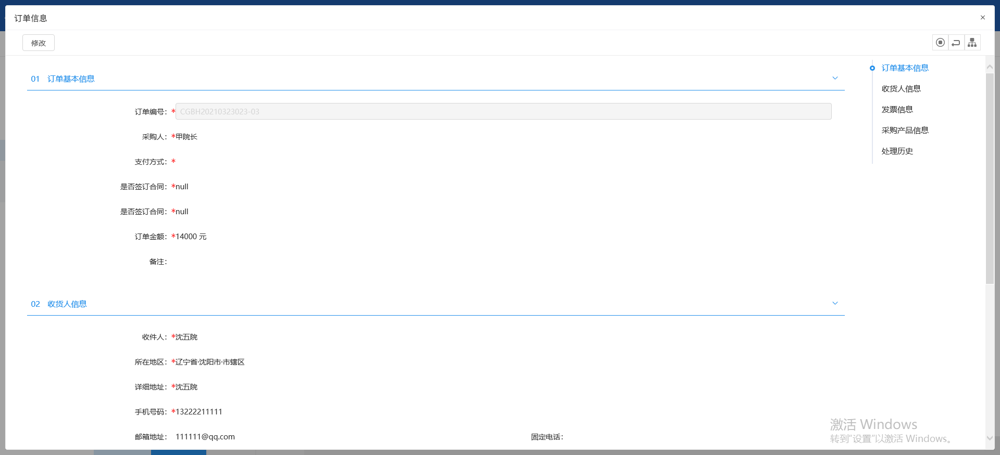 订单信息
×
修改
01 订单基本信息
订单编号: *CGBH20210323023-03
采购人: *甲院长
支付方式: *
是否签订合同: *null
是否签订合同: *null
订单金额: *14000 元
备注:
02 收货人信息
收件人: *沈五院
所在地区: *辽宁省·沈阳市·市辖区
详细地址: *沈五院
手机号码: *13222211111
邮箱地址: 111111@qq.com 固定电话:
订单基本信息
收货人信息
发票信息
采购产品信息
处理历史
激活 Windows
转到“设置”以激活 Windows。